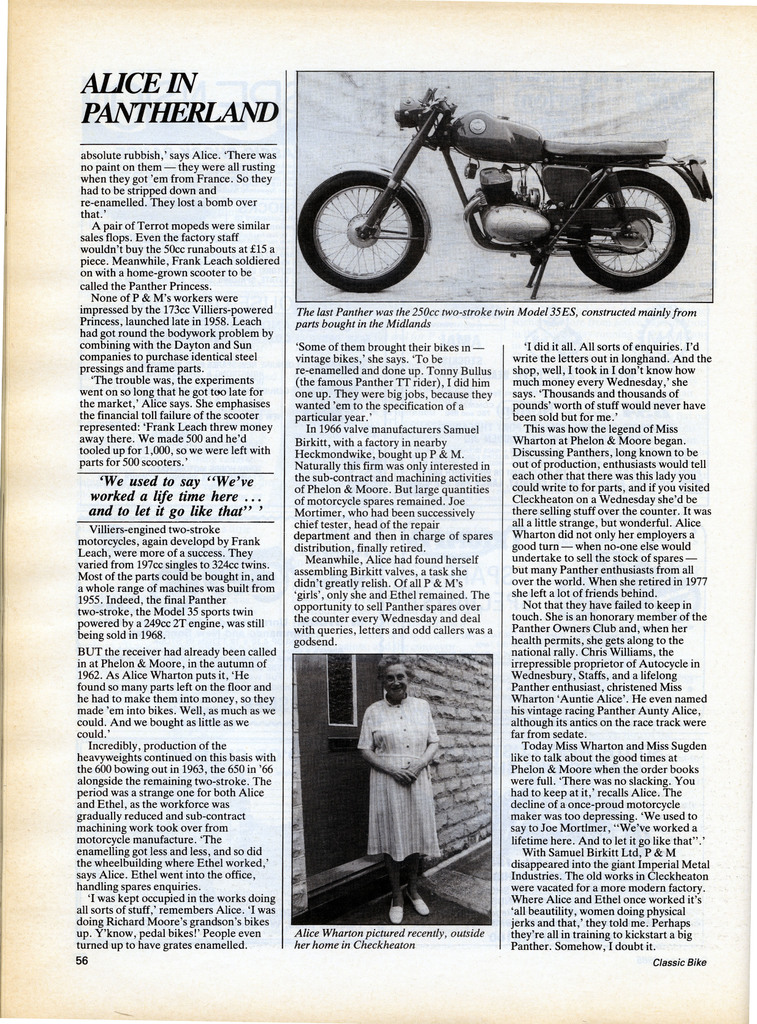 ALICE IN
PANTHERLAND
absolute rubbish,’ says Alice. ‘There was
no paint on them — they were all rusting
when they got ’em from France. So they
had to be stripped down and
re-enamelled. They lost a bomb over
that.’
A pair of Terrot mopeds were similar
sales flops. Even the factory staff
wouldn’t buy the 50cc runabouts at £15 a
piece. Meanwhile, Frank Leach soldiered
on with a home-grown scooter to be
called the Panther Princess.
None of P & M’s workers were
impressed by the 173cc Villiers-powered
Princess, launched late in 1958. Leach
had got round the bodywork problem by
combining with the Dayton and Sun
companies to purchase identical steel
pressings and frame parts.
‘The trouble was, the experiments
went on so long that he got too late for
the market,’ Alice says. She emphasises
the financial toll failure of the scooter
represented: ‘Frank Leach threw money
away there. We made 500 and he’d
tooled up for 1,000, so we were left with
parts for 500 scooters.’
‘We used to say “We’ve
worked a life time here ...
and to let it go like that” ’
Villiers-engined two-stroke
motorcycles, again developd by Frank
Leach, were more of a success. They
varied from 197cc singles to 324cc twins.
Most of the parts could be bought in, and
a whole range of machines was built from
1955. Indeed, the final Panther
two-stroke, the Model 35 sports twin
powered by a 249cc 2T engine, was still
being sold in 1968.
BUT the receiver had already been called
in at Phelon & Moore, in the autumn of
1962. As Alice Wharton puts it, ‘He
found so many parts left on the floor and
he had to make them into money, so they
made ’em into bikes. Well, as much as we
could. And we bought as little as we
could.’
Incredibly, production of the
heavyweights continued on this basis with
the 600 bowing out in 1963, the 650 in ’66
alongside the remaining two-stroke. The
period was a strange one for both Alice
and Ethel, as the workforce was
gradually reduced and sub-contract
machining work took over from
motorcycle manufacture. ‘The
enamelling got less and less, and so did
the wheelbuilding where Ethel worked,’
says Alice. Ethel went into the office,
handling spares enquiries.
‘I was kept occupied in the works doing
all sorts of stuff,’ remembers Alice. ‘I was
doing Richard Moore’s grandson’s bikes
up. Y’know, pedal bikes!’ People even
turned up to have grates enamelled.
The last Panther was the 250cc two-stroke twin Model 35ES, constructed mainly from
parts bought in the Midlands
‘Some of them brought their bikes in —
vintage bikes,’ she says. ‘To be
re-enamelled and done up. Tonny Bullus
(the famous Panther TT rider), I did him
one up. They were big jobs, because they
wanted ’em to the specification of a
particular year.’
In 1966 valve manufacturers Samuel
Birkitt, with a factory in nearby
Heckmondwike, bought up P & M.
Naturally this firm was only interested in
the sub-contract and machining activities
of Phelon & Moore. But large quantities
of motorcycle spares remained. Joe
Mortimer, who had been successively
chief tester, head of the repair
department and then in charge of spares
distribution, finally retired.
Meanwhile, Alice had found herself
assembling Birkitt valves, a task she
didn’t greatly relish. Of all P & M’s
‘girls’, only she and Ethel remained. The
opportunity to sell Panther spares over
the counter every Wednesday and deal
with queries, letters and odd callers was a
godsend.
Alice Wharton pictured recently, outside
her home in Checkheaton
‘I did it all. All sorts of enquiries. I’d
write the letters out in longhand. And the
shop, well, I took in I don’t know how
much money every Wednesday,’ she
says. ‘Thousands and thousands of
pounds’ worth of stuff would never have
been sold but for me.’
This was how the legend of Miss
Wharton at Phelon & Moore began.
Discussing Panthers, long known to be
out of production, enthusiasts would tell
each other that there was this lady you
could write to for parts, and if you visited
Cleckheaton on a Wednesday she’d be
there selling stuff over the counter. It was
all a little strange, but wonderful. Alice
Wharton did not only her employers a
good turn — when no-one else would
undertake to sell the stock of spares —
but many Panther enthusiasts from all
over the world. When she retired in 1977
she left a lot of friends behind.
Not that they have failed to keep in
touch. She is an honorary member of the
Panther Owners Club and, when her
health permits, she gets along to the
national rally. Chris Williams, the
irrepressible proprietor of Autocycle in
Wednesbury, Staffs, and a lifelong
Panther enthusiast, christened Miss
Wharton ‘Auntie Alice’. He even named
his vintage racing Panther Aunty Alice,
although its antics on the race track were
far from sedate.
Today Miss Wharton and Miss Sugden
like to talk about the good times at
Phelon & Moore when the order books
were full. ‘There was no slacking. You
had to keep at it,’ recalls Alice. The
decline of a once-proud motorcycle
maker was too depressing. ‘We used to
say to Joe Mortimer, “We’ve worked a
lifetime here. And to let it go like that”.’
With Samuel Birkitt Ltd, P & M
disappeared into the giant Imperial Metal
Industries. The old works in Cleckheaton
were vacated for a more modern factory.
Where Alice and Ethel once worked it’s
‘all beautility, women doing physical
jerks and that,’ they told me. Perhaps
they’re all in training to kickstart a big
Panther. Somehow, I doubt it.
56
Classic Bike